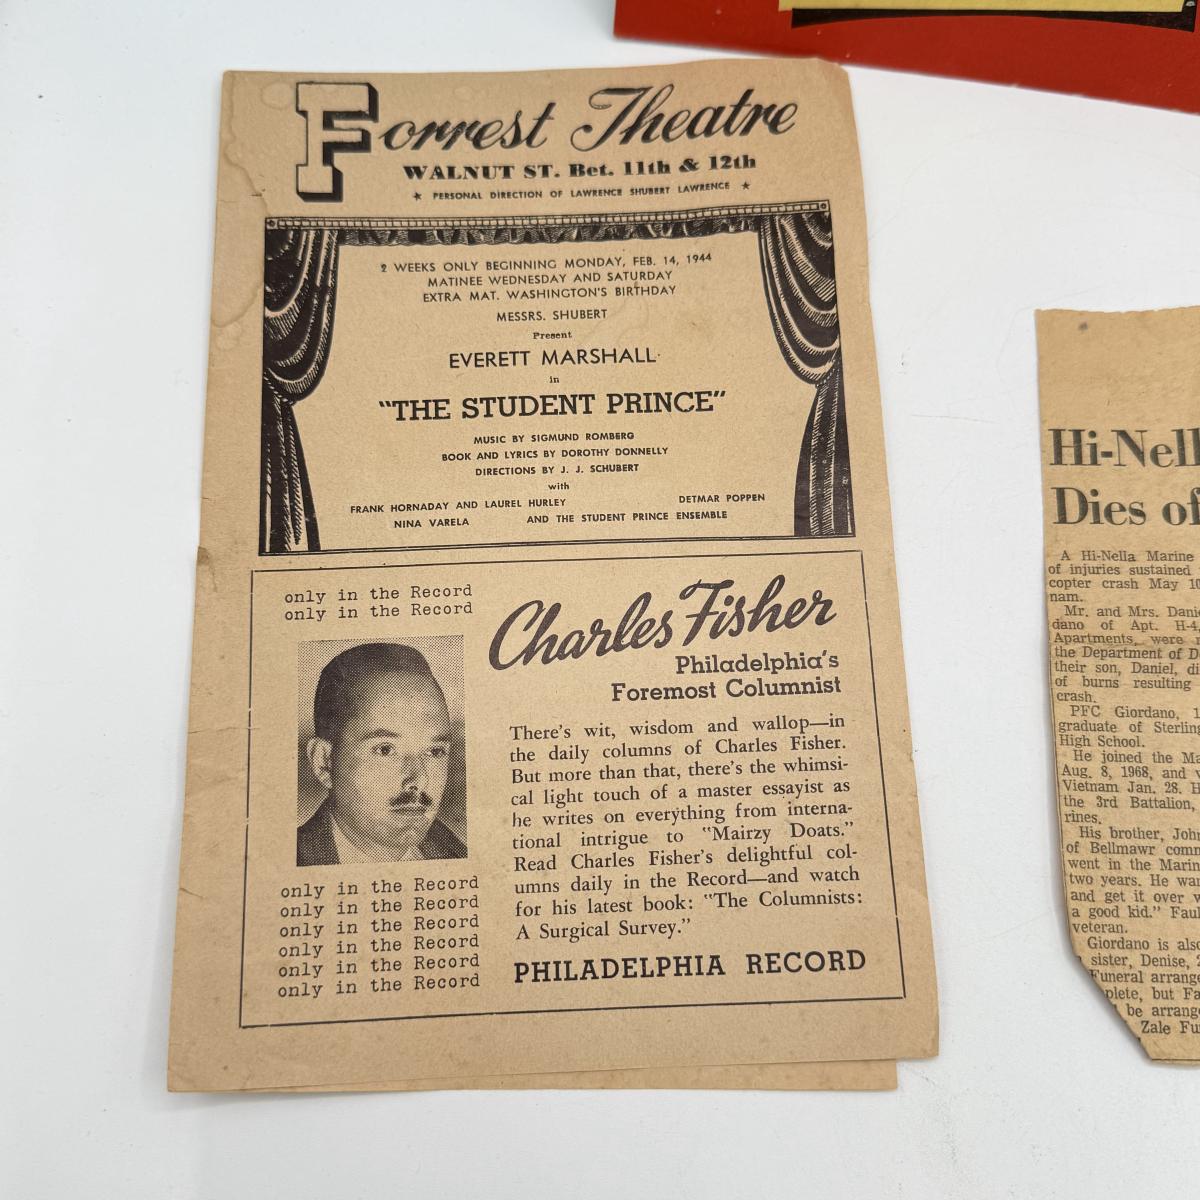 Forrest Theatre
WALNUT ST. Bet. 11th & 12th
★ PERSONAL DIRECTION OF LAWRENCE SHUBERT LAWRENCE ★
2 WEEKS ONLY BEGINNING MONDAY, FEB. 14, 1944
MATINEE WEDNESDAY AND SATURDAY
EXTRA MAT. WASHINGTON'S BIRTHDAY
MESSRS. SHUBERT
Present
EVERETT MARSHALL
in
"THE STUDENT PRINCE"
MUSIC BY SIGMUND ROMBERG
BOOK AND LYRICS BY DOROTHY DONNELLY
DIRECTIONS BY J. J. SCHUBERT
with
FRANK HORNADAY AND LAUREL HURLEY DETMAR POPPEN
NINA VARELA AND THE STUDENT PRINCE ENSEMBLE
only in the Record
only in the Record
Charles Fisher
Philadelphia's
Foremost Columnist
There's wit, wisdom and wallop—in
the daily columns of Charles Fisher.
But more than that, there's the whimsi-
cal light touch of a master essayist as
he writes on everything from interna-
tional intrigue to "Mairzy Doats."
Read Charles Fisher's delightful col-
umns daily in the Record—and watch
for his latest book: "The Columnists:
A Surgical Survey."
PHILADELPHIA RECORD
only in the Record
only in the Record
only in the Record
only in the Record
only in the Record
only in the Record
Hi-Nell
Dies of
A Hi-Nella Marine
of injuries sustained
copter crash May 10
nam.
Mr. and Mrs. Danie
dano of Apt. H-4,
Apartments, were
the Department of D
their son, Daniel, di
of burns resulting
crash.
PFC Giordano, 1
graduate of Sterling
High School.
He joined the Ma
Aug. 8, 1968, and
Vietnam Jan. 28. H
the 3rd Battalion,
rines.
His brother, John
of Bellmawr comm
went in the Marin
two years. He wan
and get it over w
a good kid." Faul
veteran.
Giordano is also
sister, Denise, 2
Funeral arrange
plete, but Fa
be arrang
Zale Fu